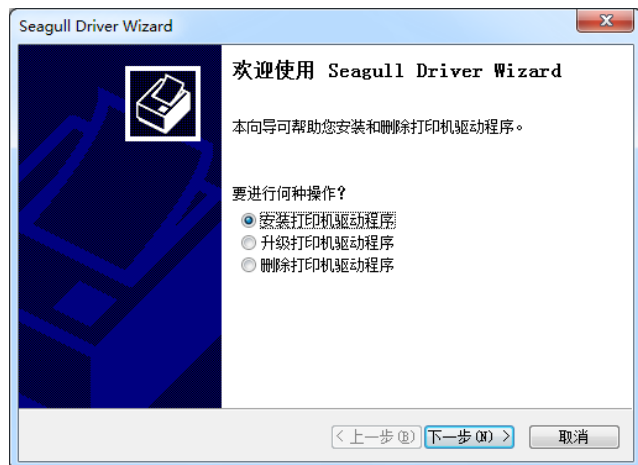 Seagull Driver Wizard
欢迎使用 Seagull Driver Wizard
本向导可帮助您安装和删除打印机驱动程序。
要进行何种操作?
安装打印机驱动程序
升级打印机驱动程序
删除打印机驱动程序
< 上一步(B) 下一步(N) > 取消